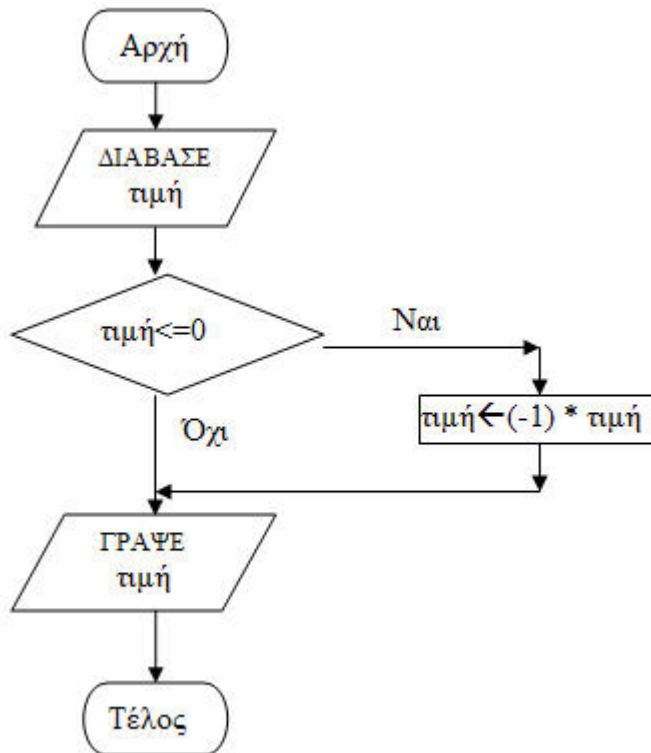 Αρχή
ΔΙΑΒΑΣΕ
τιμή
τιμή<=0
Ναι
τιμή←(-1) * τιμή
Όχι
ΓΡΑΨΕ
τιμή
Τέλος